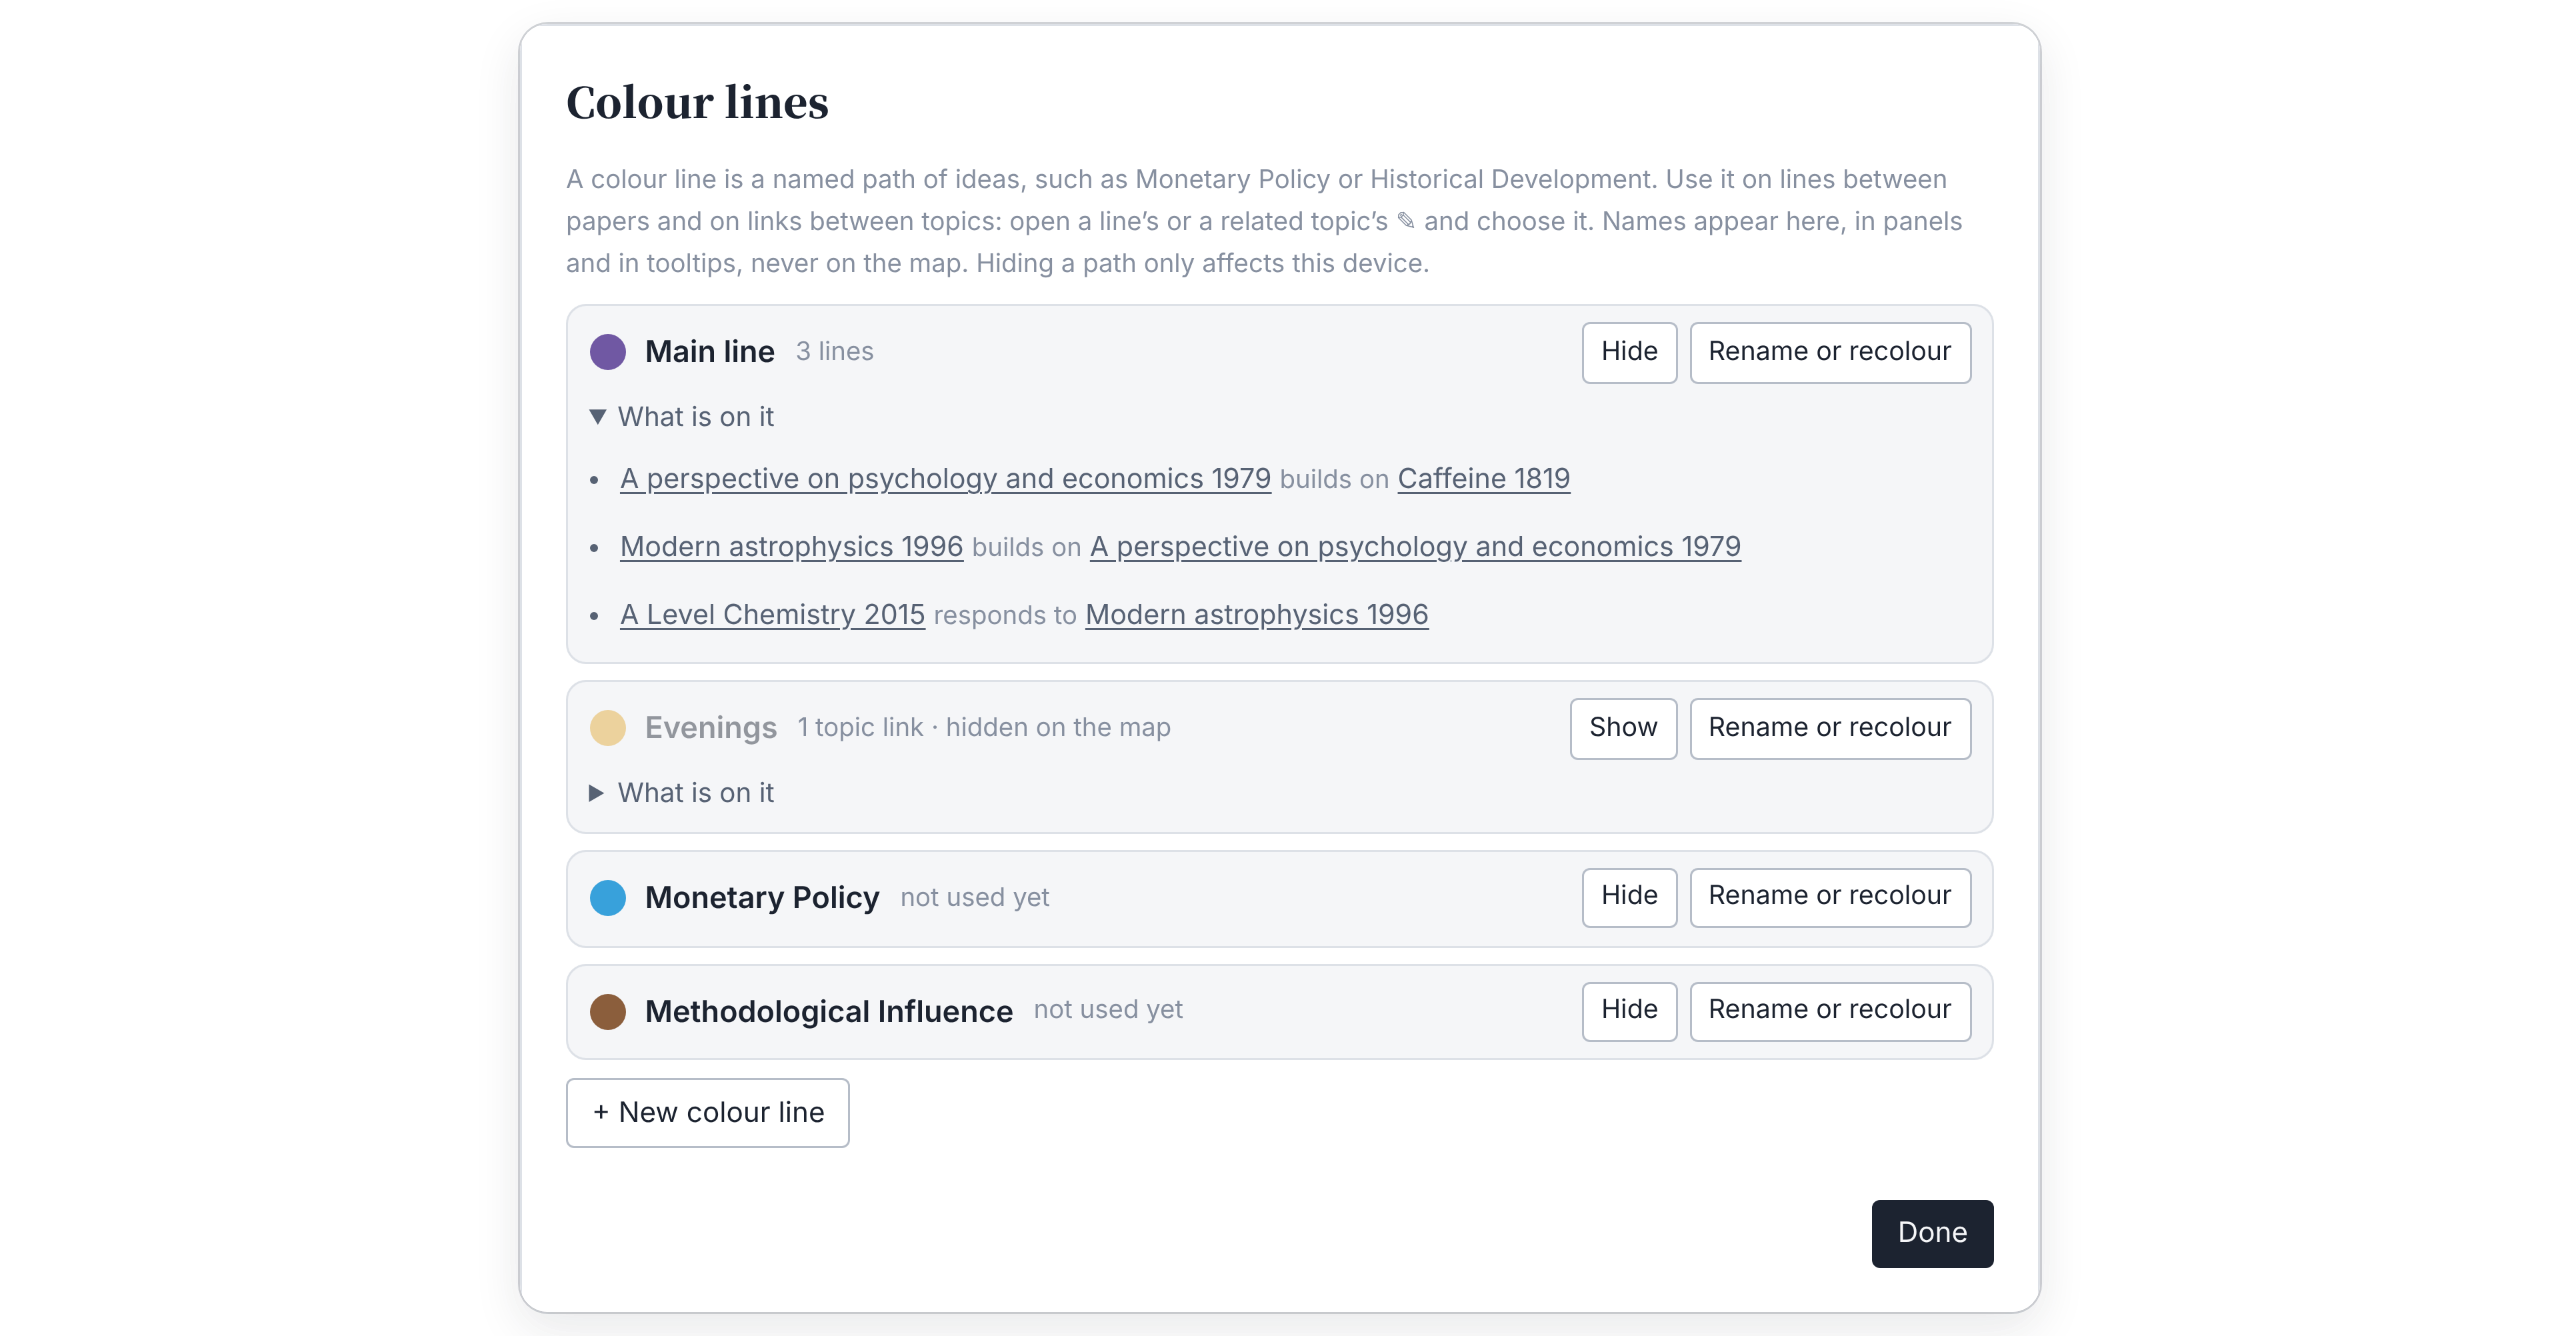 Colour lines
A colour line is a named path of ideas, such as Monetary Policy or Historical Development. Use it on lines between
papers and on links between topics: open a line’s or a related topic’s ✎ and choose it. Names appear here, in panels
and in tooltips, never on the map. Hiding a path only affects this device.
Main line 3 lines Hide Rename or recolour
▼ What is on it
• A perspective on psychology and economics 1979 builds on Caffeine 1819
• Modern astrophysics 1996 builds on A perspective on psychology and economics 1979
• A Level Chemistry 2015 responds to Modern astrophysics 1996
Evenings 1 topic link · hidden on the map Show Rename or recolour
▶ What is on it
Monetary Policy not used yet Hide Rename or recolour
Methodological Influence not used yet Hide Rename or recolour
+ New colour line
Done